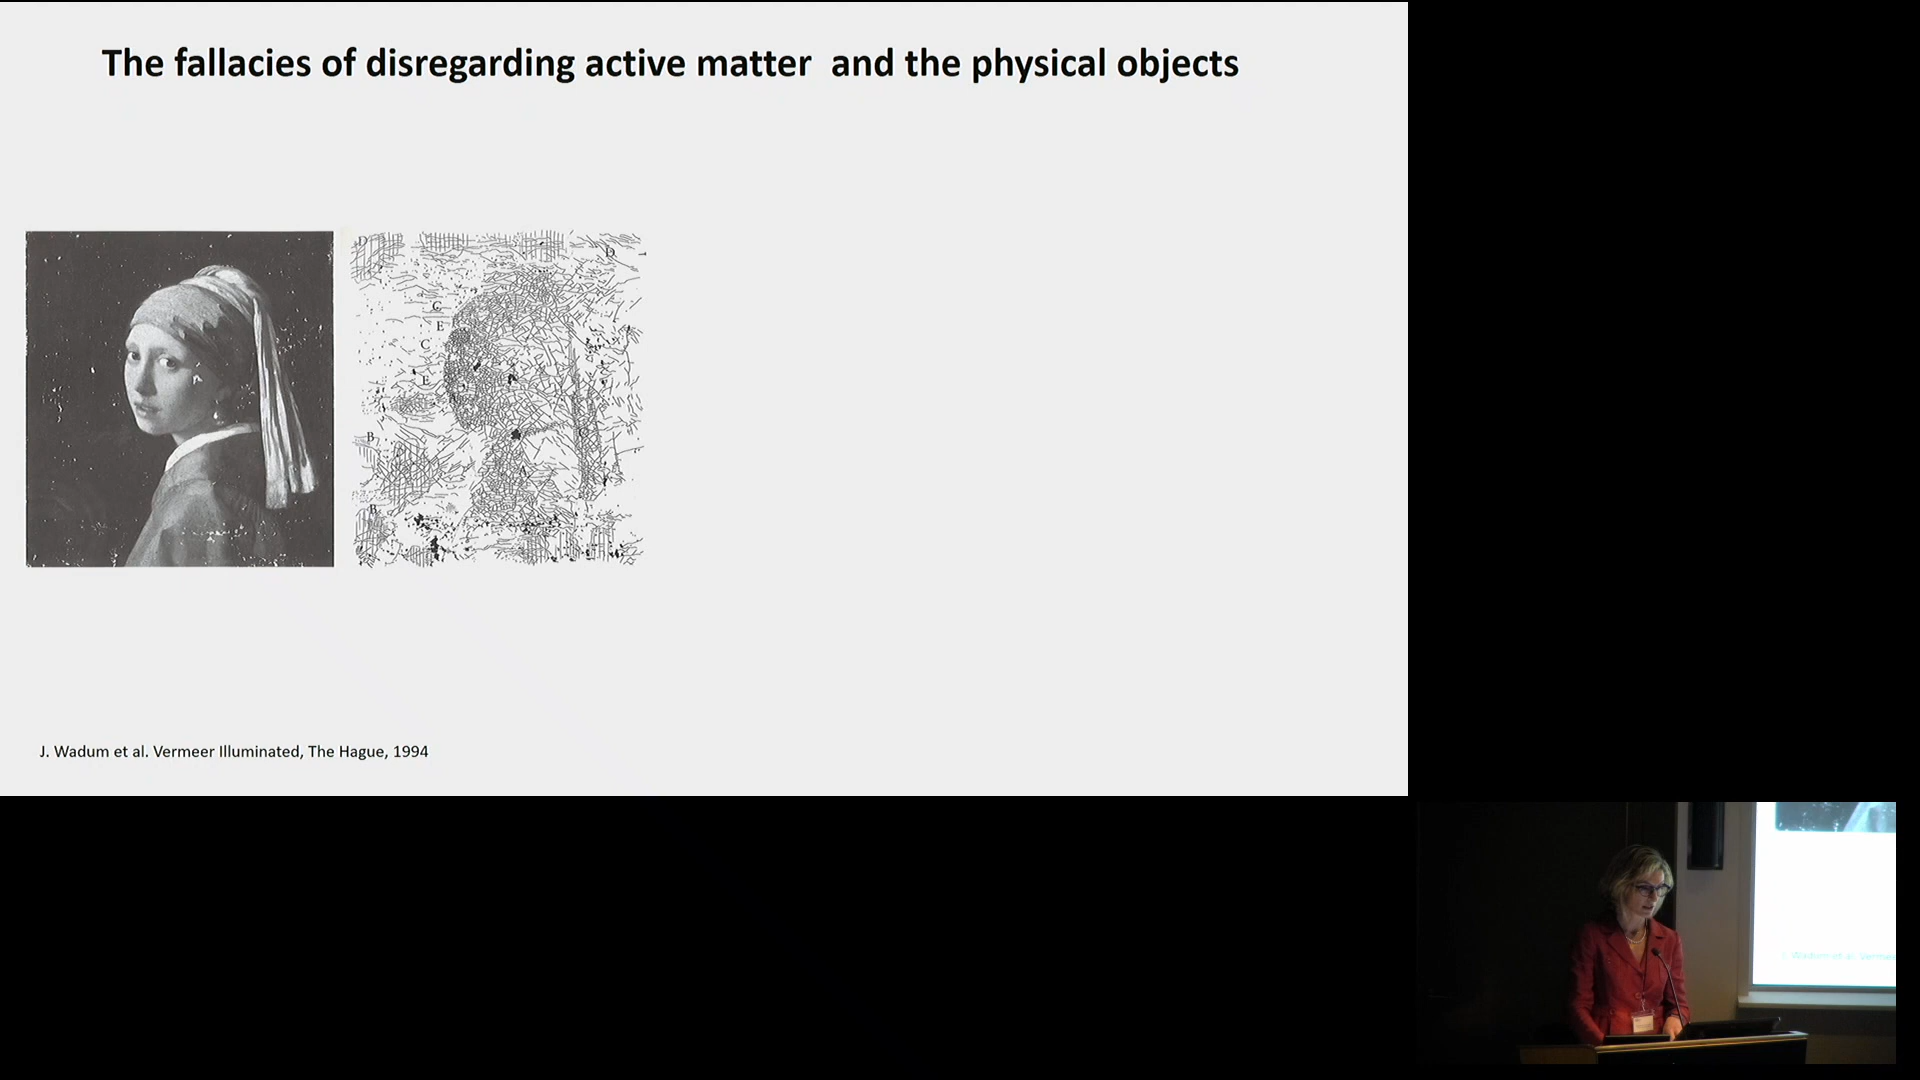 The fallacies of disregarding active matter  and the physical objects
D
D
C
E
C
E
A
B
C
A
B
J. Wadum et al. Vermeer Illuminated, The Hague, 1994